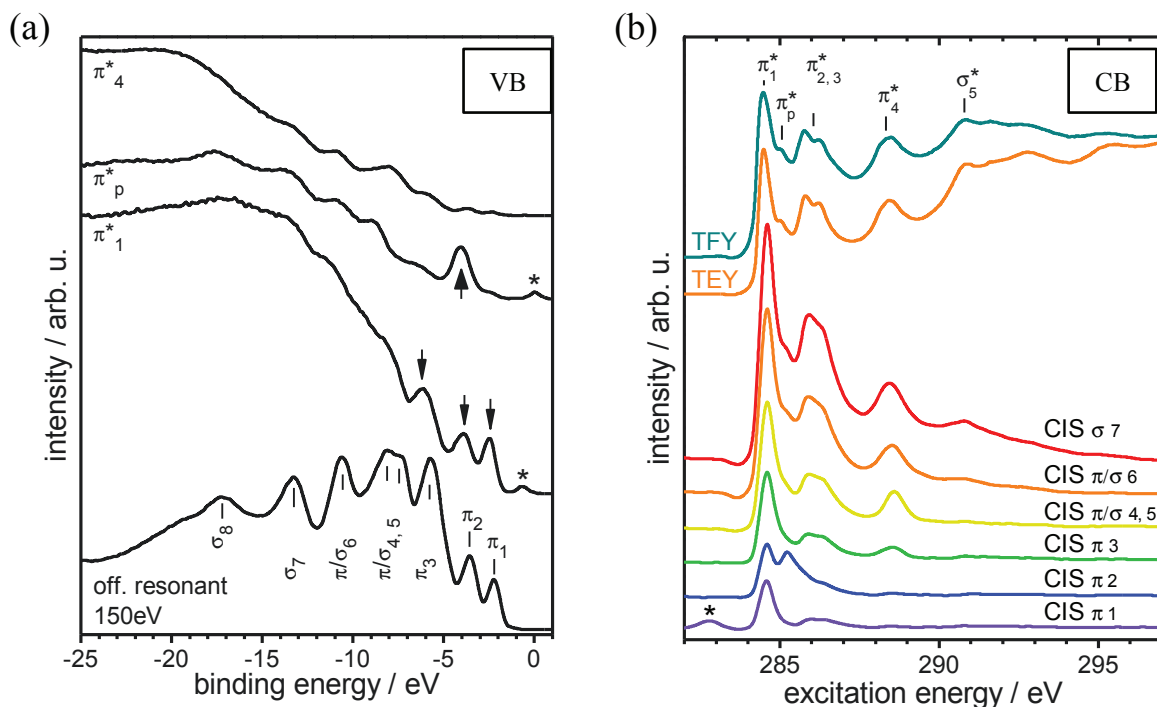 (a)
VB
π*4
π*p
π*1
*
*
σ8
σ7
π/σ6
π/σ4, 5
π3
π2
π1
off. resonant
150eV
intensity / arb. u.
-25
-20
-15
-10
-5
0
binding energy / eV
(b)
CB
π*1
π*p
π*2, 3
π*4
σ*5
TFY
TEY
CIS σ 7
CIS π/σ 6
CIS π/σ 4, 5
CIS π 3
CIS π 2
CIS π 1
*
intensity / arb. u.
285
290
295
excitation energy / eV